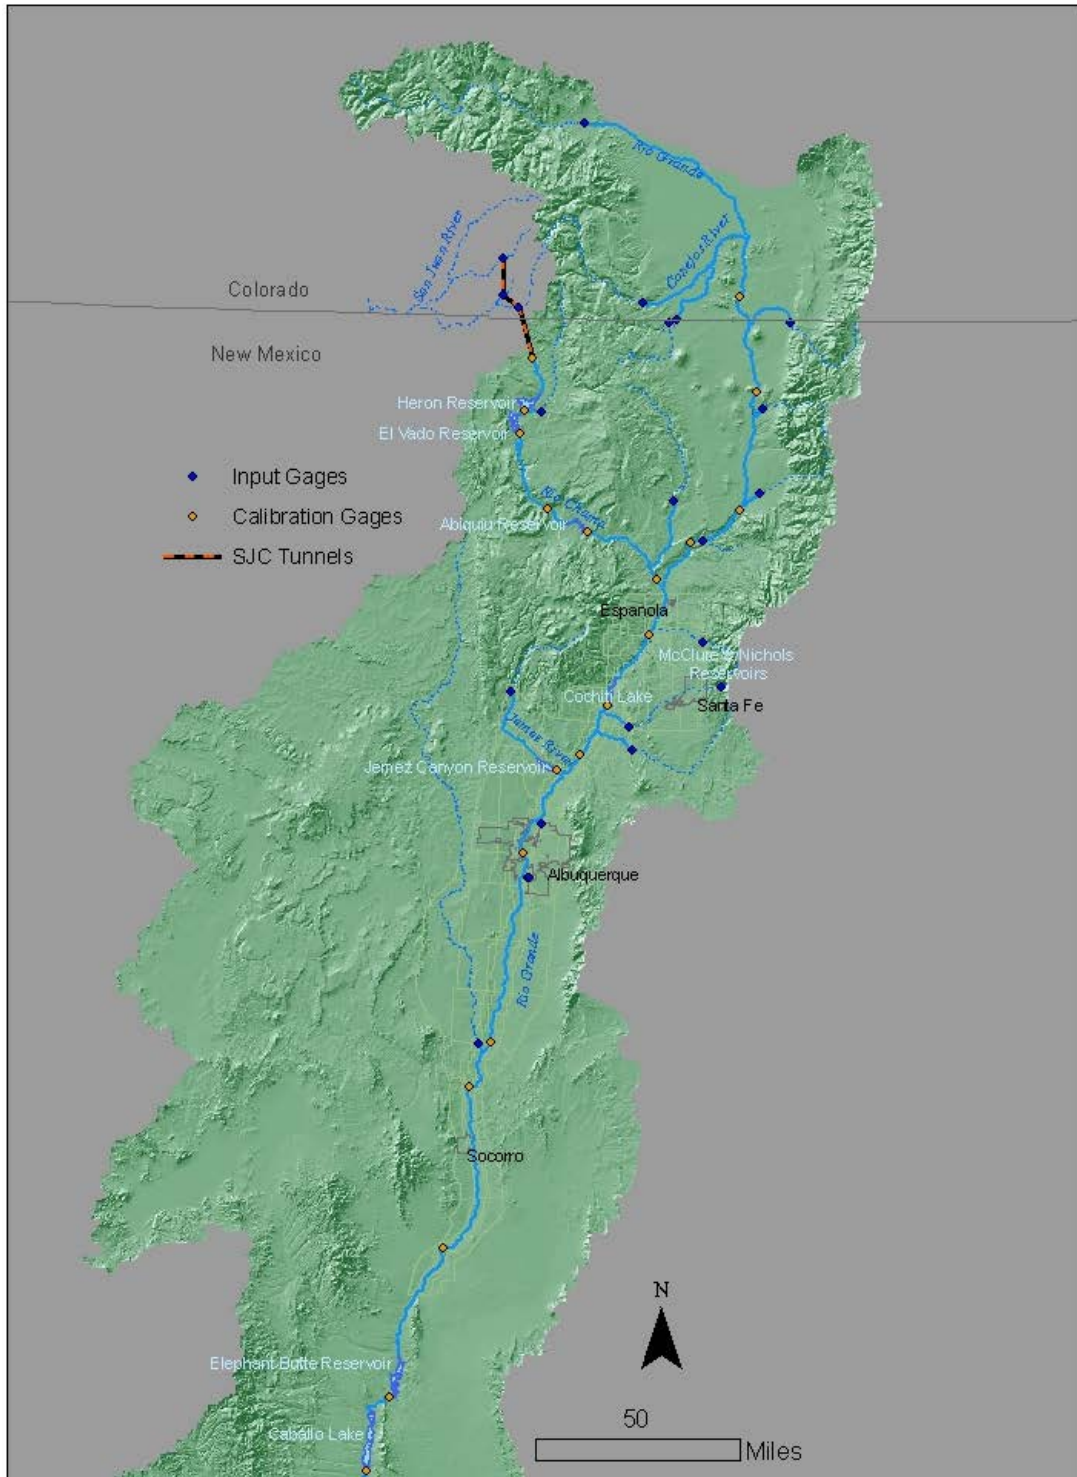 Rio Grande
San Juan River
Conejos River
Colorado
New Mexico
Heron Reservoir
El Vado Reservoir
Input Gages
Rio Chama
Calibration Gages
Abiquiu Reservoir
SJC Tunnels
Espanola
McClure & Nichols
Reservoirs
Cochiti Lake
Santa Fe
Jemez River
Jemez Canyon Reservoir
Albuquerque
Rio Grande
Socorro
N
Elephant Butte Reservoir
50
Caballo Lake
Miles